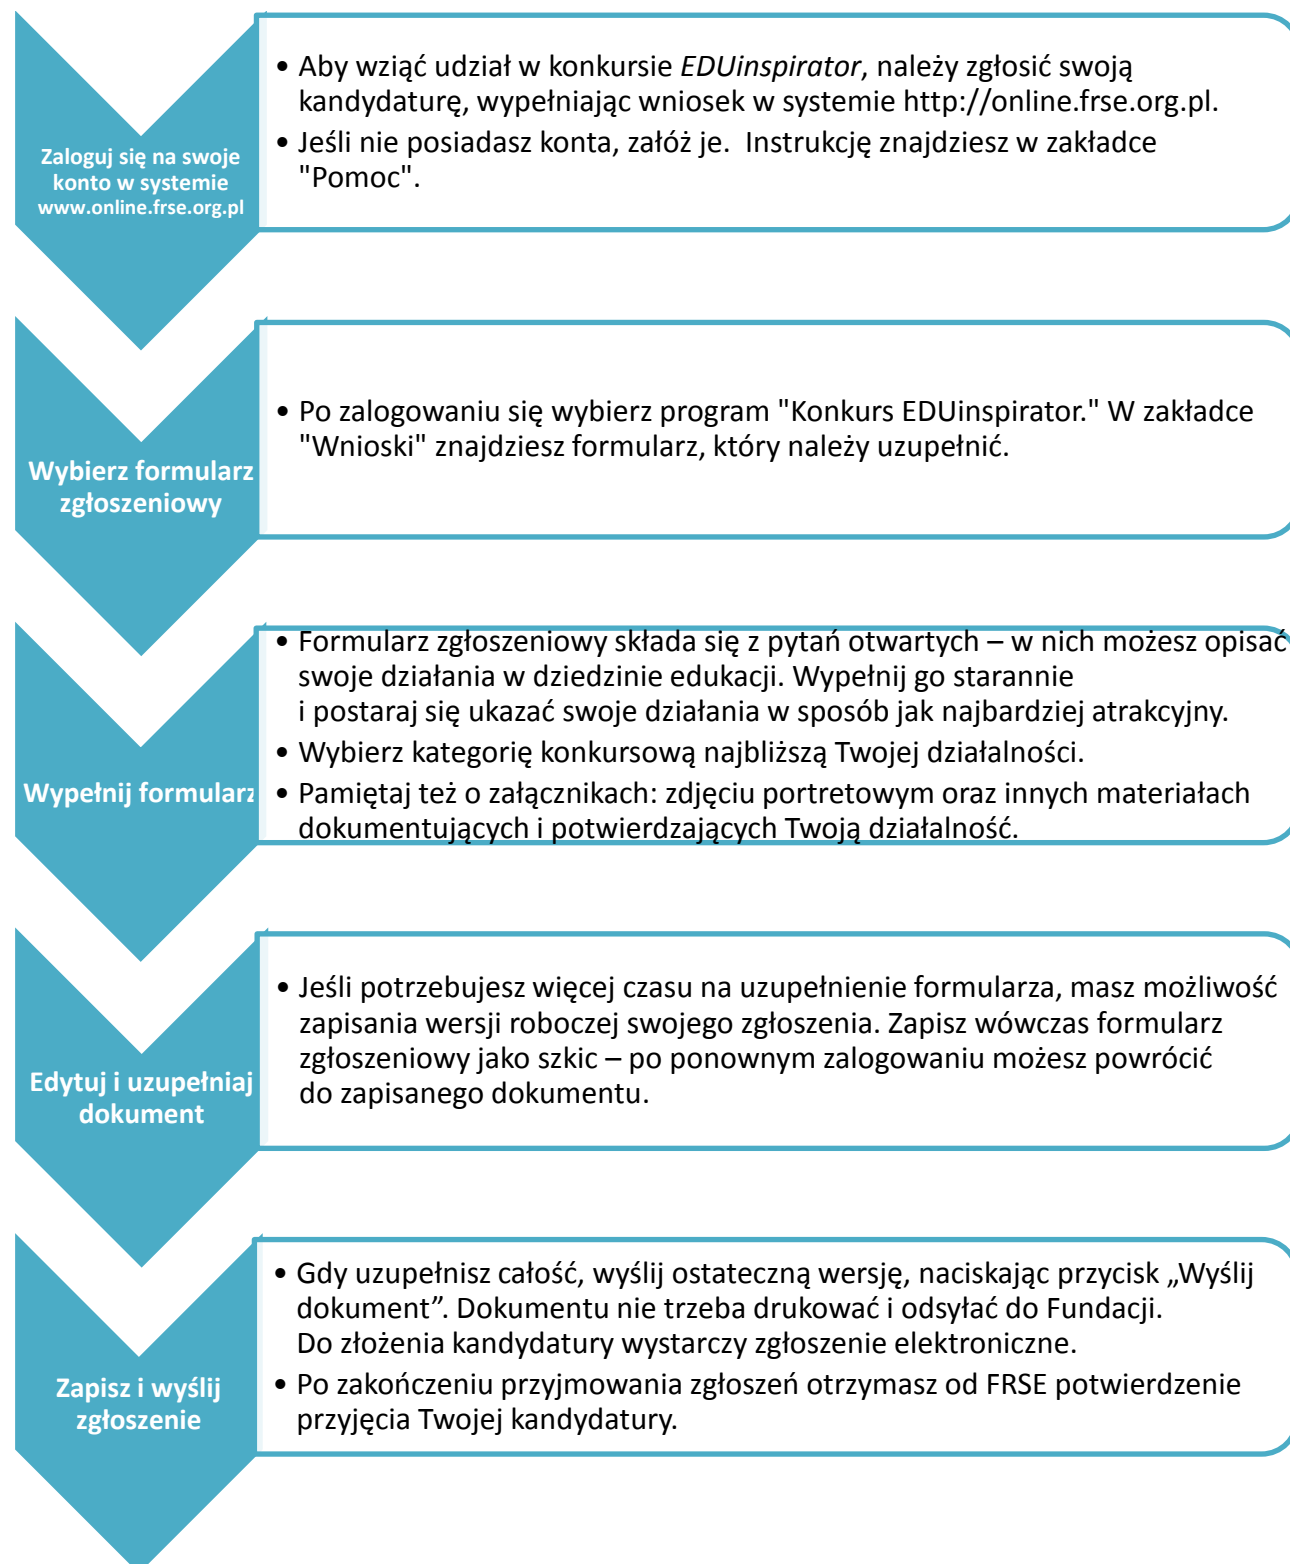 Zaloguj się na swoje
konto w systemie
www.online.frse.org.pl
• Aby wziąć udział w konkursie EDUinspirator, należy zgłosić swoją
kandydaturę, wypełniając wniosek w systemie http://online.frse.org.pl.
• Jeśli nie posiadasz konta, załóż je.  Instrukcję znajdziesz w zakładce
"Pomoc".
Wybierz formularz
zgłoszeniowy
• Po zalogowaniu się wybierz program "Konkurs EDUinspirator." W zakładce
"Wnioski" znajdziesz formularz, który należy uzupełnić.
Wypełnij formularz
• Formularz zgłoszeniowy składa się z pytań otwartych – w nich możesz opisać
swoje działania w dziedzinie edukacji. Wypełnij go starannie
i postaraj się ukazać swoje działania w sposób jak najbardziej atrakcyjny.
• Wybierz kategorię konkursową najbliższą Twojej działalności.
• Pamiętaj też o załącznikach: zdjęciu portretowym oraz innych materiałach
dokumentujących i potwierdzających Twoją działalność.
Edytuj i uzupełniaj
dokument
• Jeśli potrzebujesz więcej czasu na uzupełnienie formularza, masz możliwość
zapisania wersji roboczej swojego zgłoszenia. Zapisz wówczas formularz
zgłoszeniowy jako szkic – po ponownym zalogowaniu możesz powrócić
do zapisanego dokumentu.
Zapisz i wyślij
zgłoszenie
• Gdy uzupełnisz całość, wyślij ostateczną wersję, naciskając przycisk „Wyślij
dokument”. Dokumentu nie trzeba drukować i odsyłać do Fundacji.
Do złożenia kandydatury wystarczy zgłoszenie elektroniczne.
• Po zakończeniu przyjmowania zgłoszeń otrzymasz od FRSE potwierdzenie
przyjęcia Twojej kandydatury.